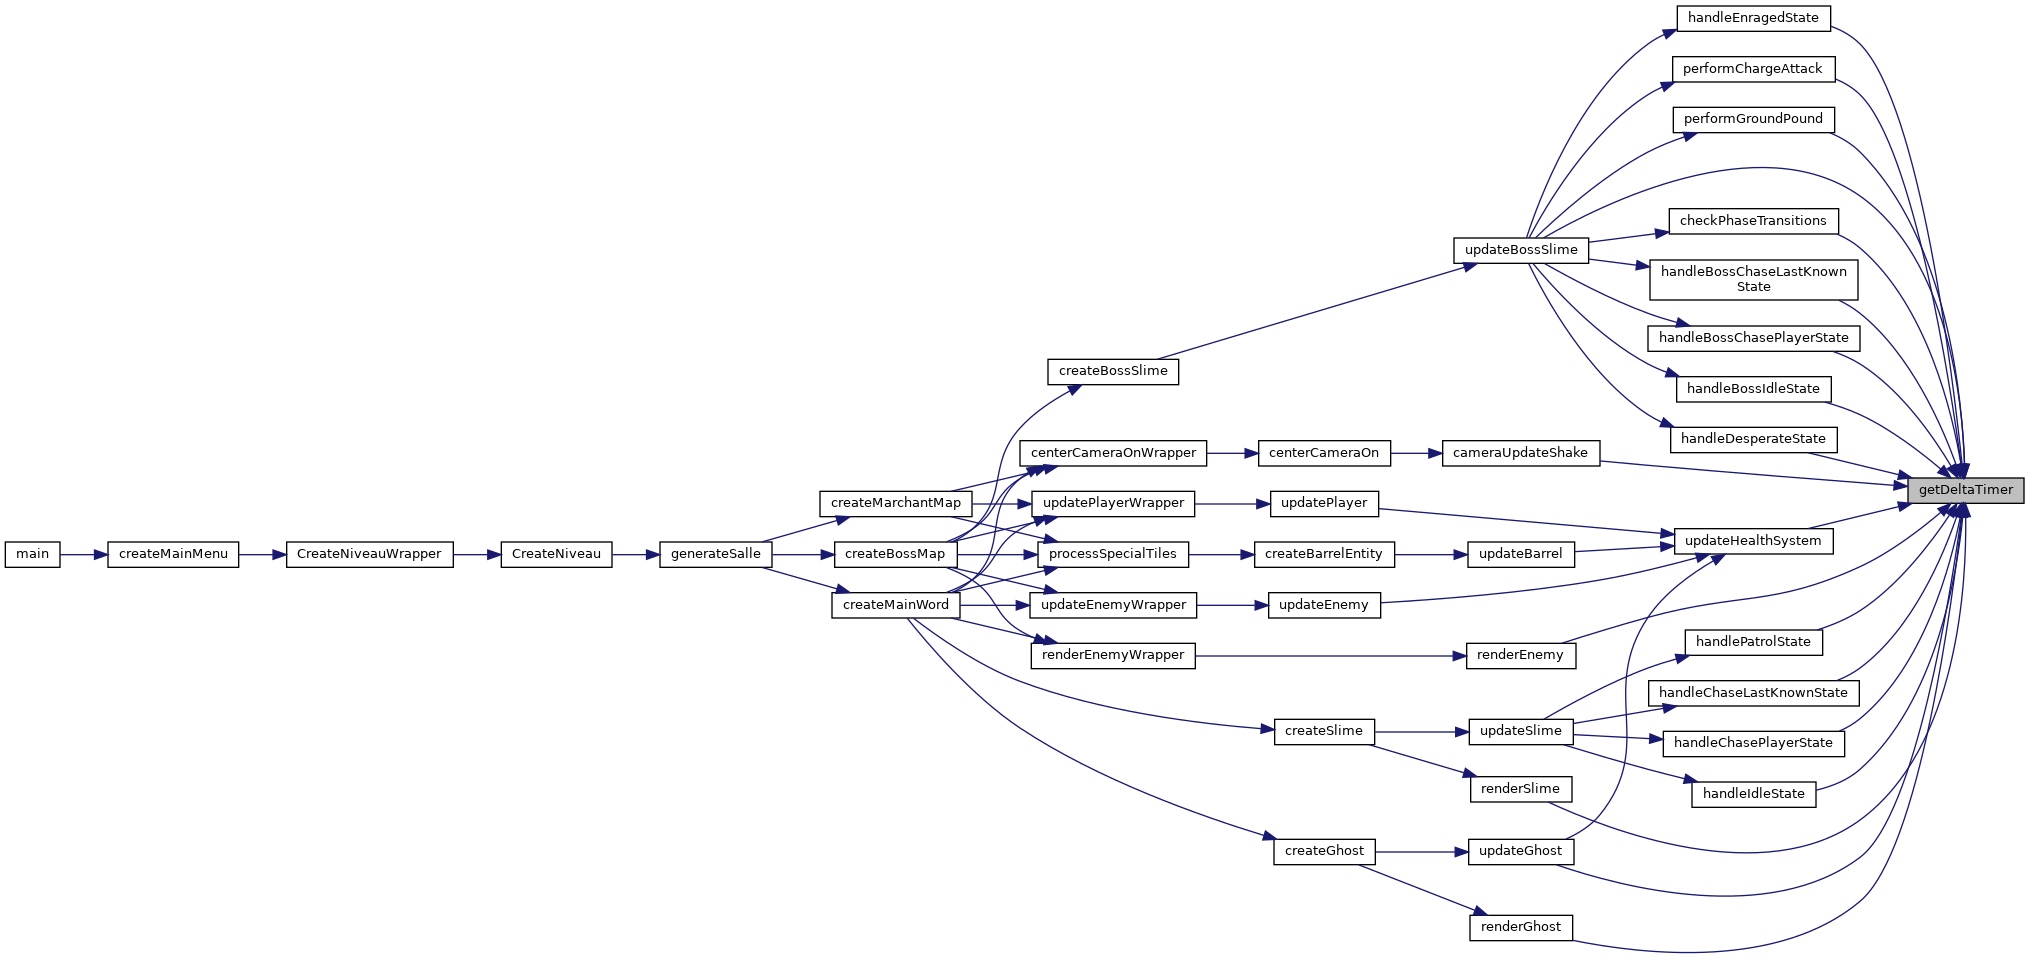 handleEnragedState
performChargeAttack
performGroundPound
checkPhaseTransitions
updateBossSlime
handleBossChaseLastKnown
State
handleBossChasePlayerState
createBossSlime
handleBossIdleState
handleDesperateState
centerCameraOnWrapper
centerCameraOn
cameraUpdateShake
getDeltaTimer
createMarchantMap
updatePlayerWrapper
updatePlayer
updateHealthSystem
main
createMainMenu
CreateNiveauWrapper
CreateNiveau
generateSalle
createBossMap
processSpecialTiles
createBarrelEntity
updateBarrel
createMainWord
updateEnemyWrapper
updateEnemy
handlePatrolState
renderEnemyWrapper
renderEnemy
handleChaseLastKnownState
createSlime
updateSlime
handleChasePlayerState
renderSlime
handleIdleState
createGhost
updateGhost
renderGhost